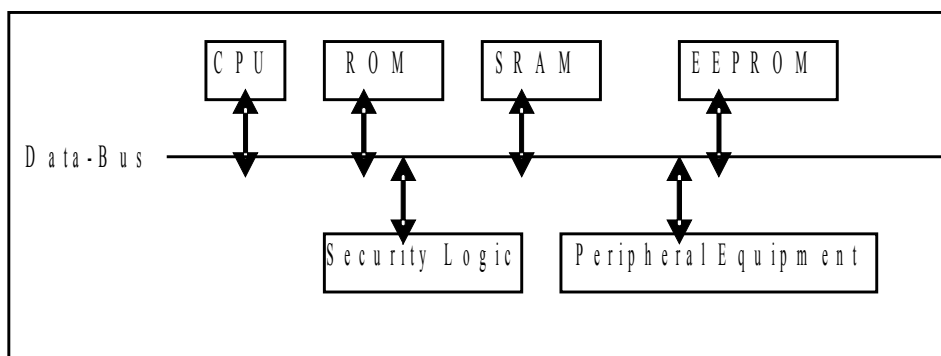 CPU ROM SRAM EEPROM
Data-Bus
Security Logic Peripheral Equipment